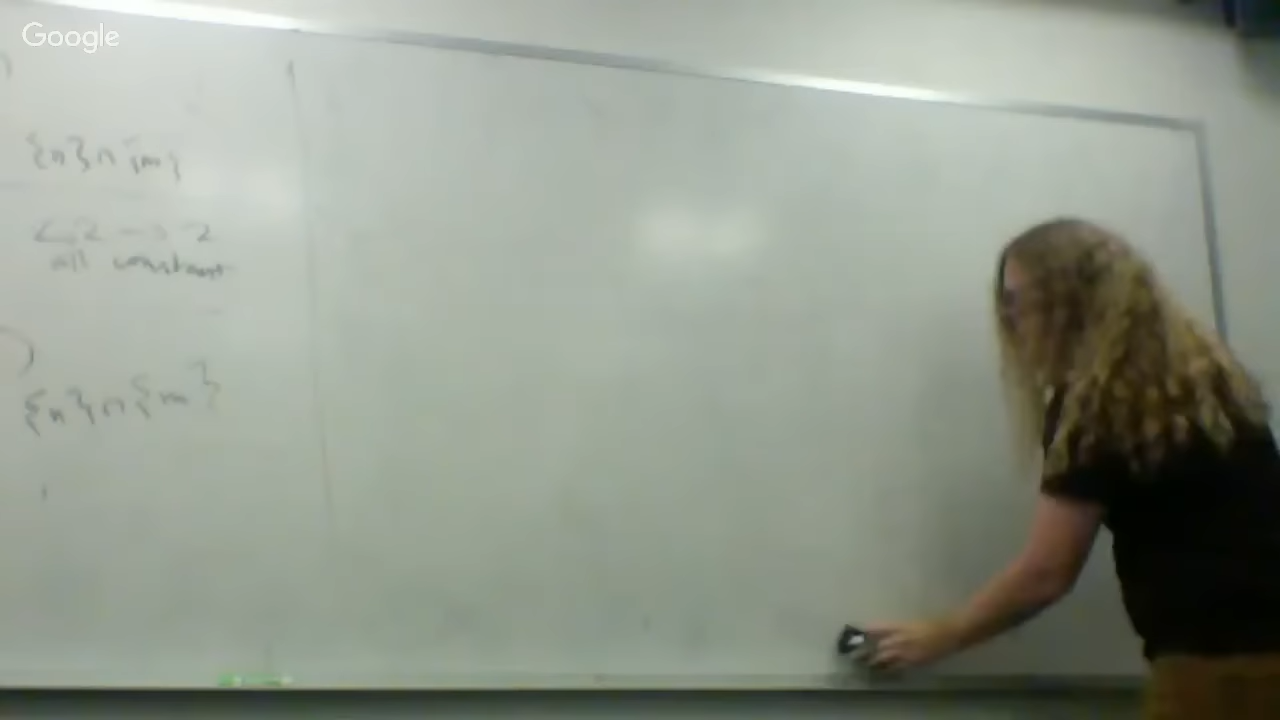 Google
{n}∩{m}
2 → 2
all constant
{n}∩{m}